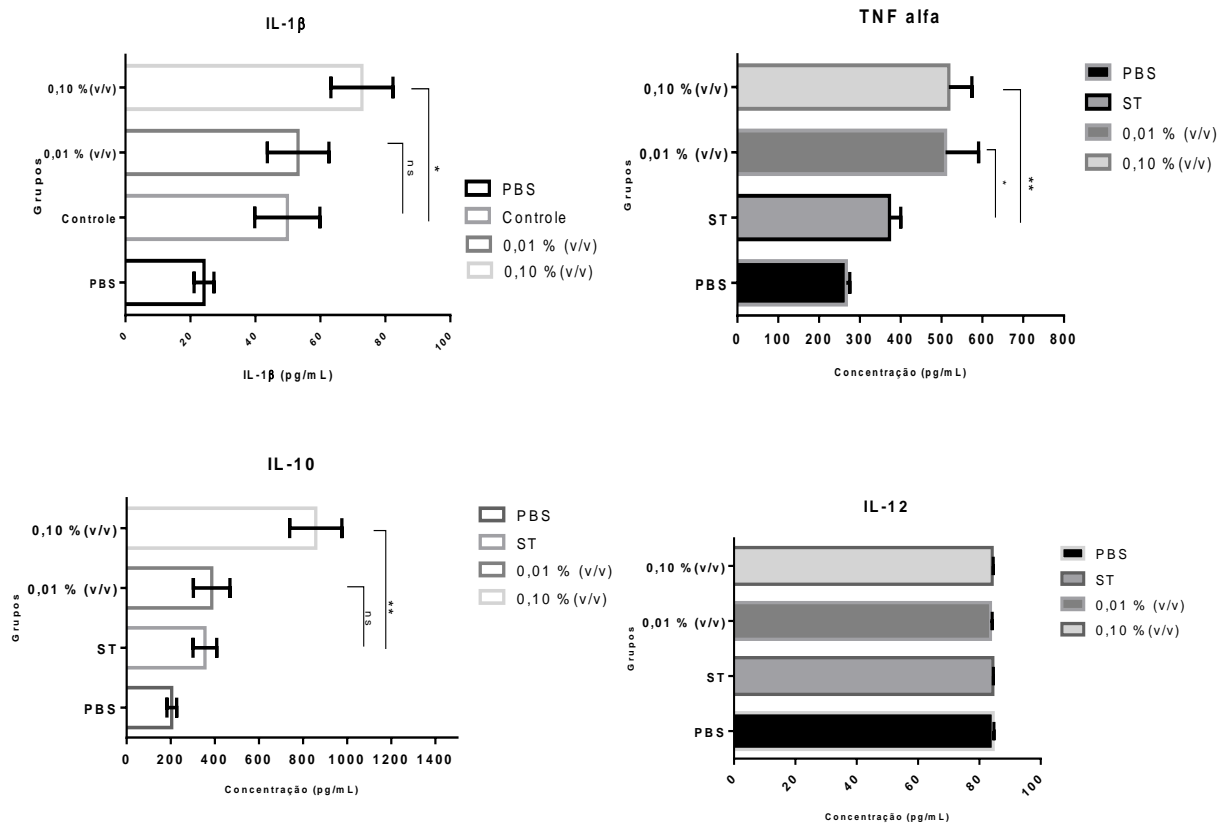 IL-1β
0,10 %(v/v)
0,01 % (v/v)
Controle
PBS
Grupos
0 20 40 60 80 100
IL-1β (pg/mL)
ns
*
PBS
Controle
0,01 % (v/v)
0,10 %(v/v)
TNF alfa
0,10 %(v/v)
0,01 % (v/v)
ST
PBS
Grupos
0 100 200 300 400 500 600 700 800
Concentração (pg/mL)
*
**
PBS
ST
0,01 % (v/v)
0,10 %(v/v)
IL-10
0,10 %(v/v)
0,01 % (v/v)
ST
PBS
Grupos
0 200 400 600 800 1000 1200 1400
Concentração (pg/mL)
ns
**
PBS
ST
0,01 % (v/v)
0,10 %(v/v)
IL-12
0,10 %(v/v)
0,01 % (v/v)
ST
PBS
Grupos
0 20 40 60 80 100
Concentração (pg/mL)
PBS
ST
0,01 % (v/v)
0,10 %(v/v)